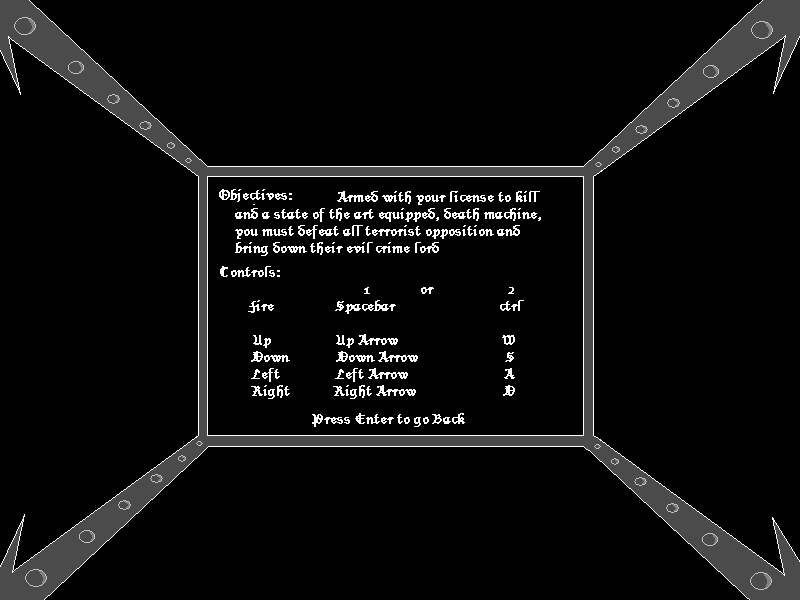 Objectives: Armed with your license to kill
and a state of the art equipped, death machine,
you must defeat all terrorist opposition and
bring down their evil crime lord
Controls:
1 or 2
Fire Spacebar ctrl
Up Up Arrow W
Down Down Arrow S
Left Left Arrow A
Right Right Arrow D
Press Enter to go Back